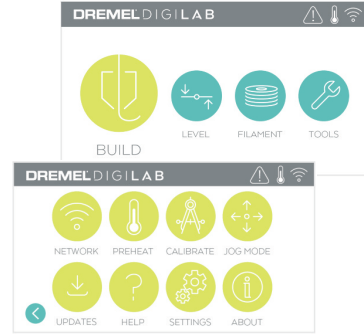 DREMEL DIGILAB
LEVEL FILAMENT TOOLS
BUILD
DREMEL DIGILAB
NETWORK PREHEAT CALIBRATE JOG MODE
UPDATES HELP SETTINGS ABOUT